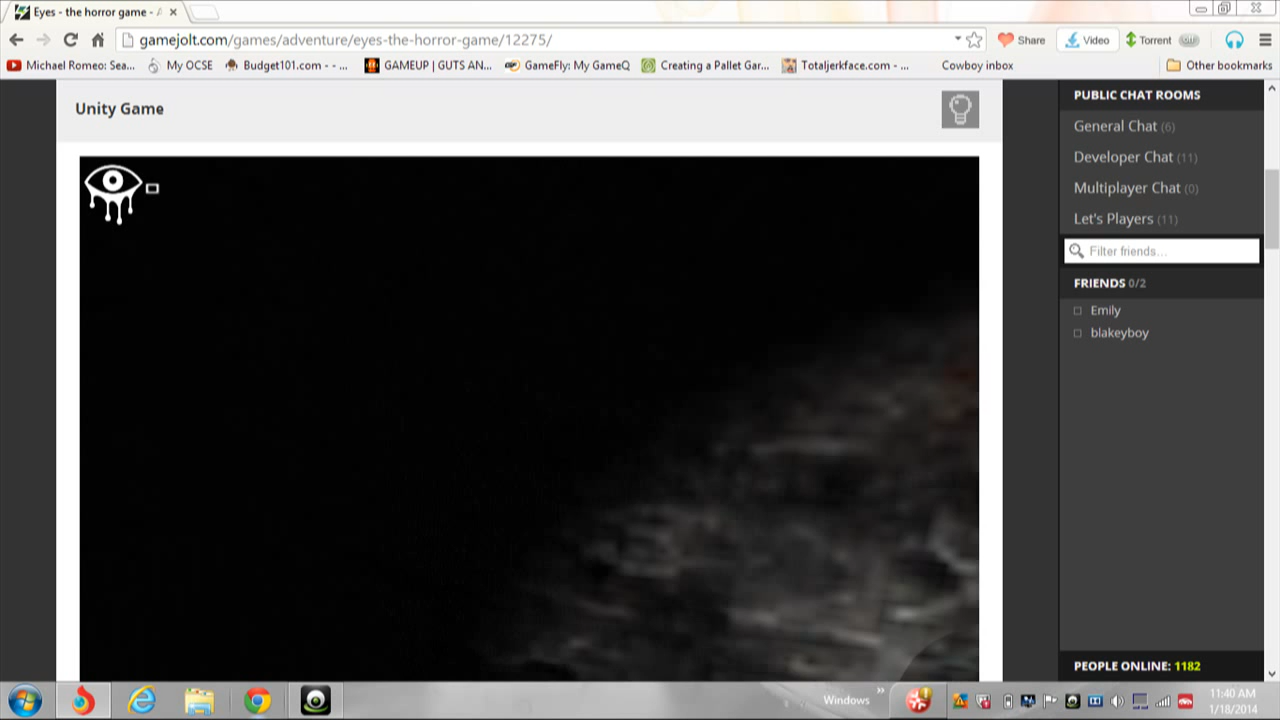 Eyes - the horror game - A
gamejolt.com/games/adventure/eyes-the-horror-game/12275/
Share
Video
Torrent
Michael Romeo: Sea...
My OCSE
Budget101.com - - ...
GAMEUP | GUTS AN...
GameFly: My GameQ
Creating a Pallet Gar...
Totaljerkface.com - ...
Cowboy inbox
Other bookmarks
Unity Game
PUBLIC CHAT ROOMS
General Chat (6)
Developer Chat (11)
Multiplayer Chat (0)
Let's Players (11)
Filter friends...
FRIENDS 0/2
Emily
blakeyboy
PEOPLE ONLINE: 1182
Windows
»
11:40 AM
1/18/2014